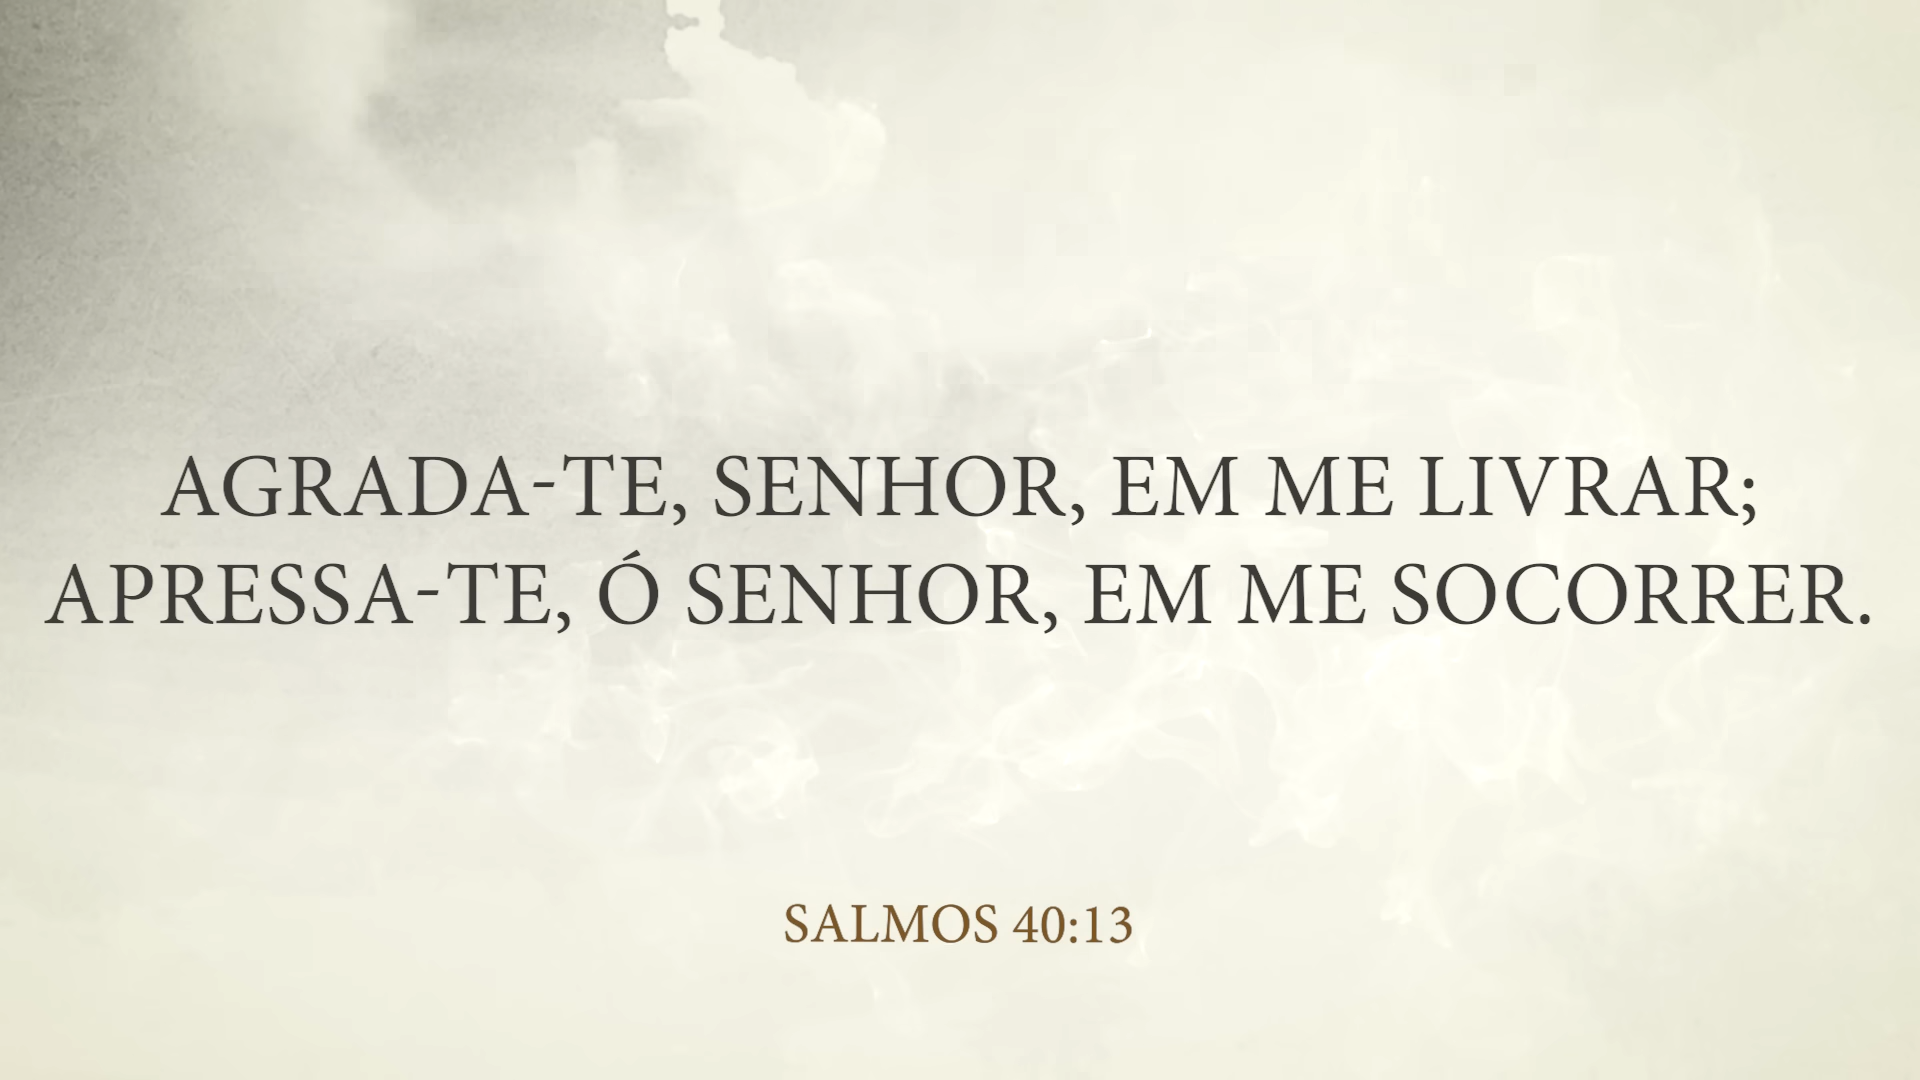 AGRADA-TE, SENHOR, EM ME LIVRAR;
APRESSA-TE, Ó SENHOR, EM ME SOCORRER.
SALMOS 40:13